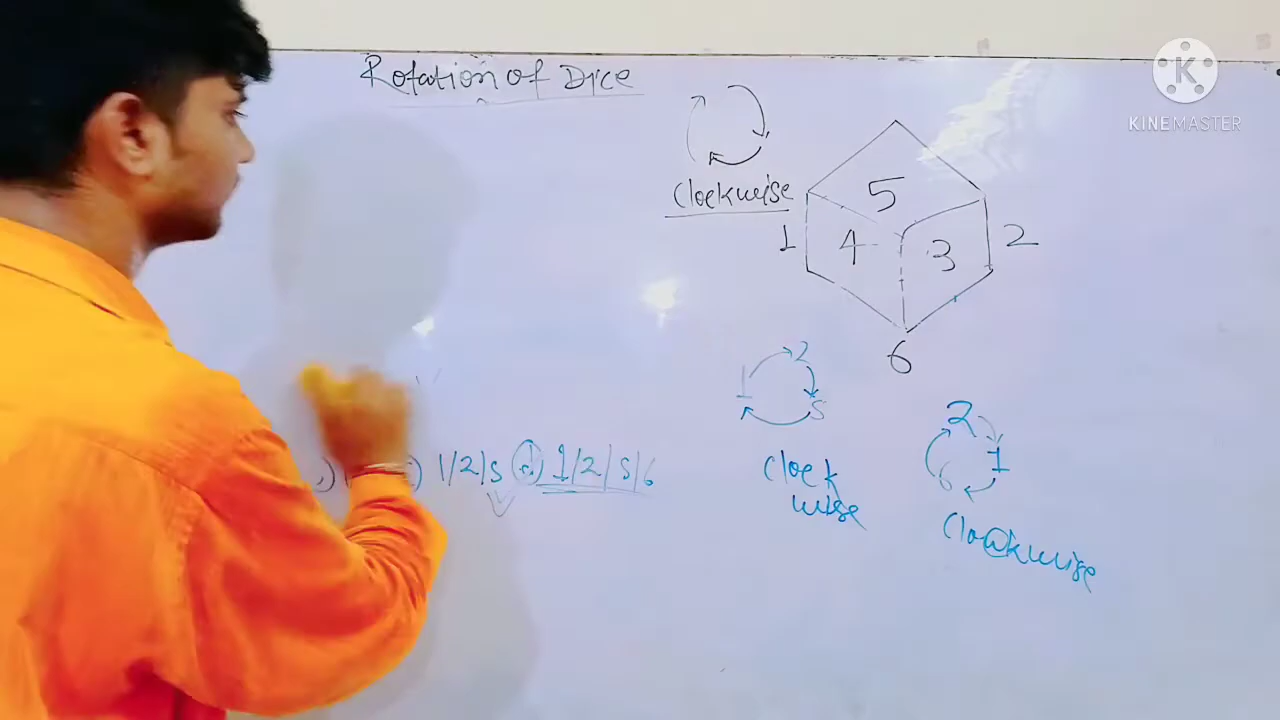 Rotation of Dice
Clockwise
5
1 4 3 2
6
1 2 5
Clock
wise
2 1 6
Clockwise
1/2/5 d) 1/2/5/6
K
KINEMASTER